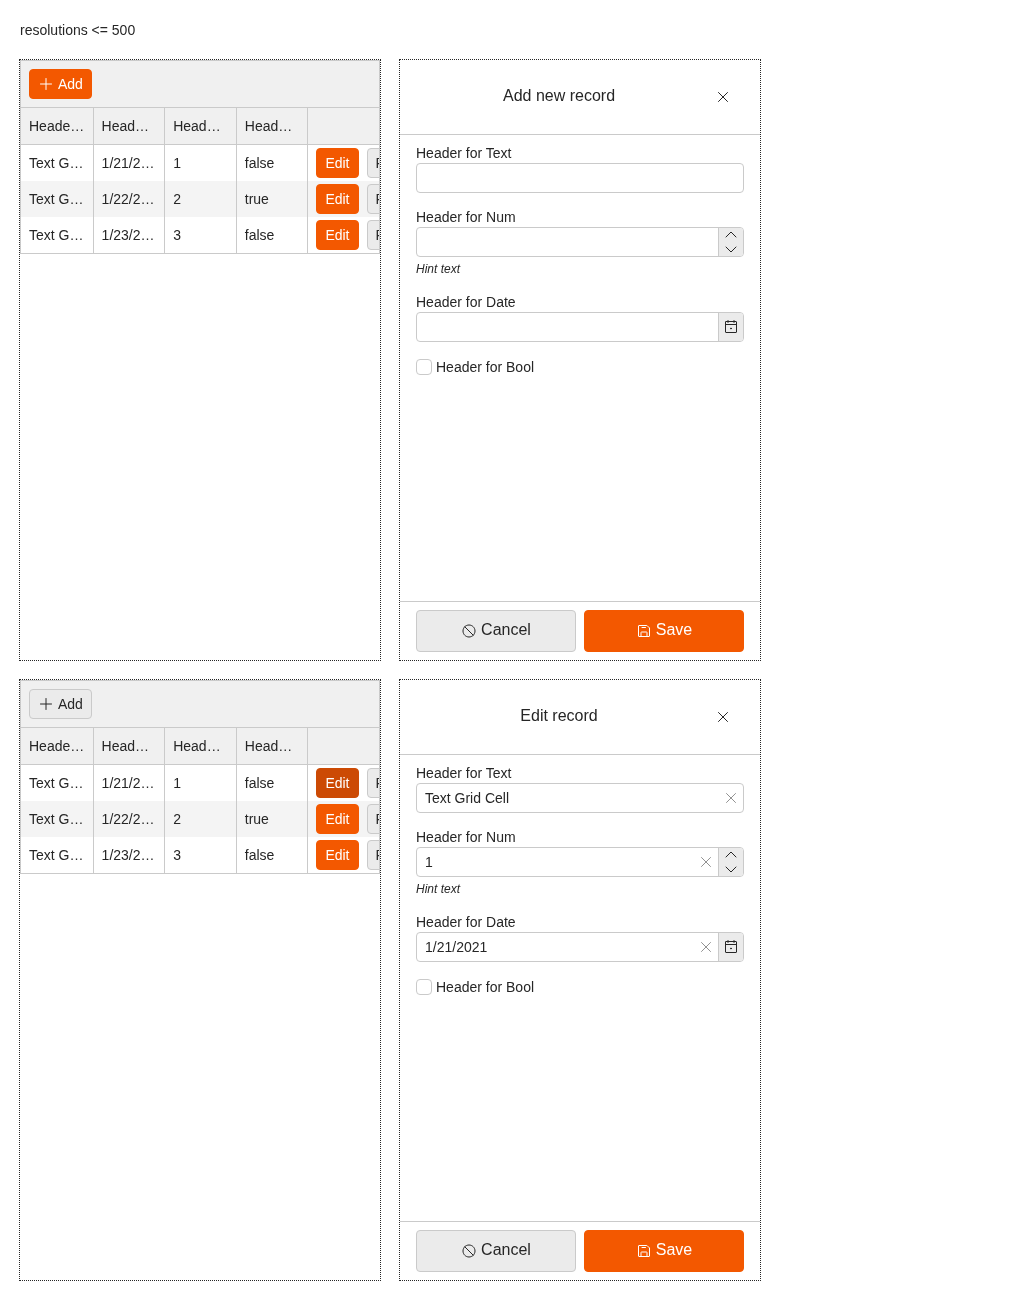 resolutions <= 500
Add
Heade... Head... Head... Head...
Text G... 1/21/2... 1 false Edit
Text G... 1/22/2... 2 true Edit
Text G... 1/23/2... 3 false Edit
Add new record
Header for Text
Header for Num
Hint text
Header for Date
Header for Bool
Cancel Save
Add
Heade... Head... Head... Head...
Text G... 1/21/2... 1 false Edit
Text G... 1/22/2... 2 true Edit
Text G... 1/23/2... 3 false Edit
Edit record
Header for Text
Text Grid Cell
Header for Num
1
Hint text
Header for Date
1/21/2021
Header for Bool
Cancel Save